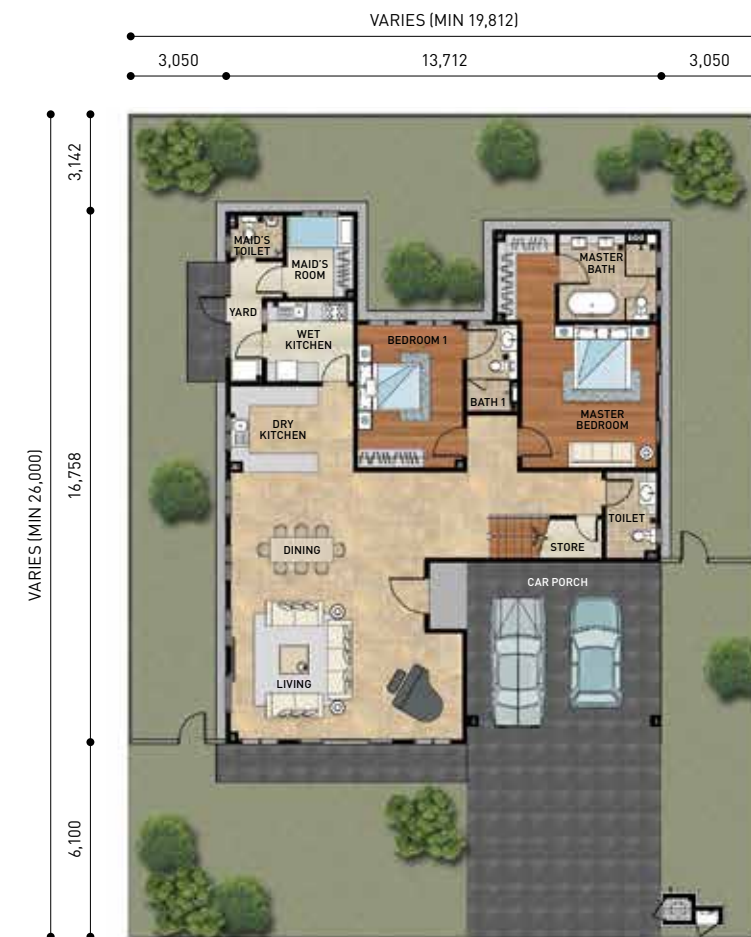 VARIES (MIN 19,812)
3,050
13,712
3,050
3,142
16,758
6,100
VARIES (MIN 26,000)
MAID'S
TOILET
MAID'S
ROOM
YARD
WET
KITCHEN
BEDROOM 1
MASTER
BATH
BATH 1
MASTER
BEDROOM
DRY
KITCHEN
TOILET
DINING
STORE
CAR PORCH
LIVING